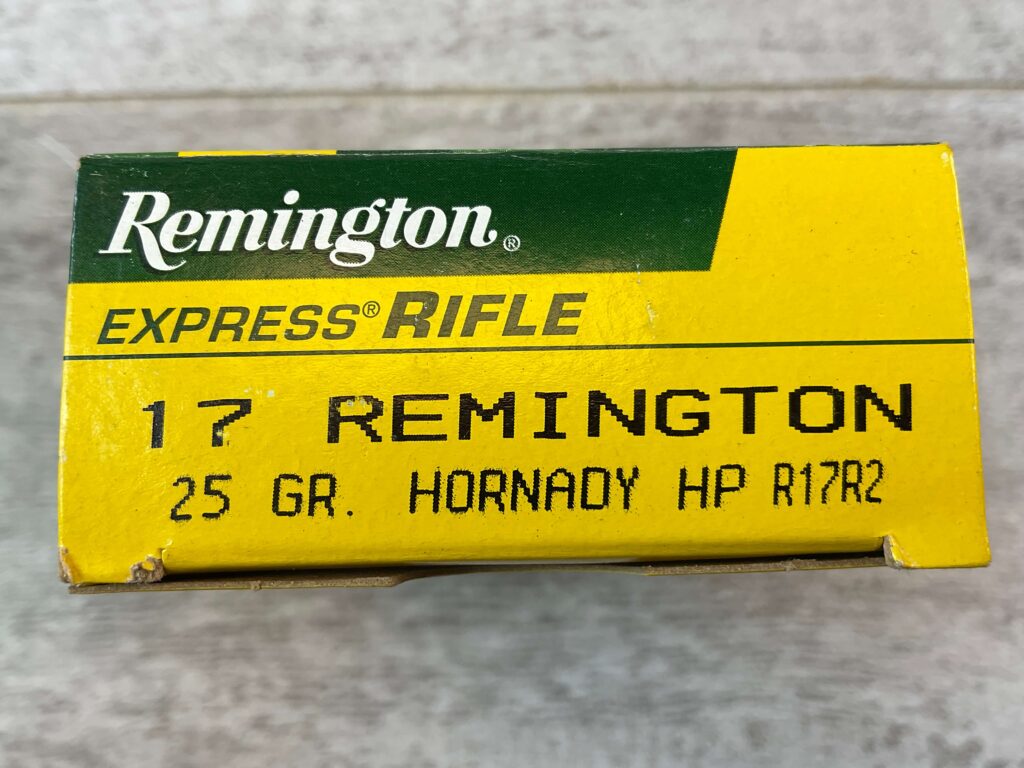 Remington®
EXPRESS® RIFLE
17 REMINGTON
25 GR. HORNADY HP R17R2